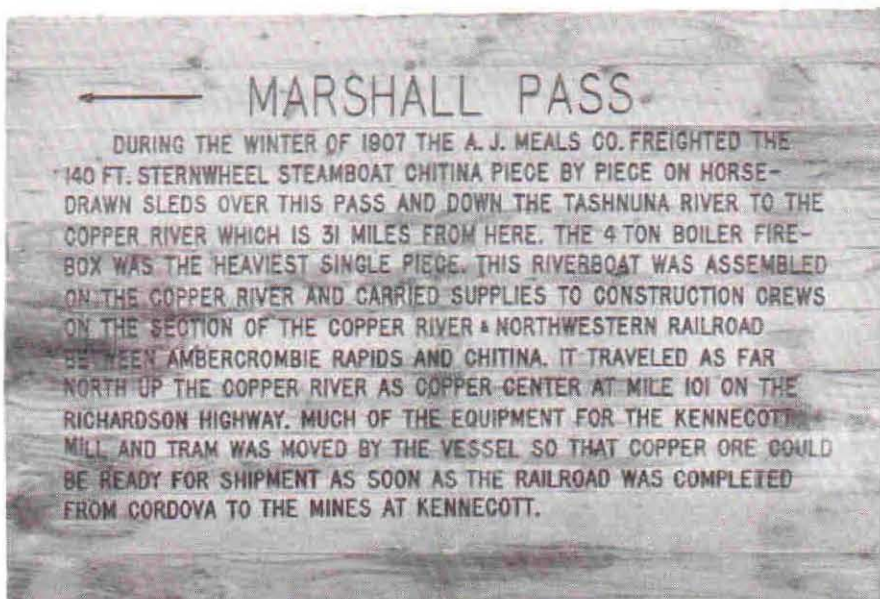 MARSHALL PASS
DURING THE WINTER OF 1907 THE A. J. MEALS CO. FREIGHTED THE
140 FT. STERNWHEEL STEAMBOAT CHITINA PIECE BY PIECE ON HORSE-
DRAWN SLEDS OVER THIS PASS AND DOWN THE TASHNUNA RIVER TO THE
COPPER RIVER WHICH IS 31 MILES FROM HERE. THE 4 TON BOILER FIRE-
BOX WAS THE HEAVIEST SINGLE PIECE. THIS RIVERBOAT WAS ASSEMBLED
ON THE COPPER RIVER AND CARRIED SUPPLIES TO CONSTRUCTION CREWS
ON THE SECTION OF THE COPPER RIVER & NORTHWESTERN RAILROAD
BETWEEN AMBERCROMBIE RAPIDS AND CHITINA. IT TRAVELED AS FAR
NORTH UP THE COPPER RIVER AS COPPER CENTER AT MILE 101 ON THE
RICHARDSON HIGHWAY. MUCH OF THE EQUIPMENT FOR THE KENNECOTT
MILL AND TRAM WAS MOVED BY THE VESSEL SO THAT COPPER ORE COULD
BE READY FOR SHIPMENT AS SOON AS THE RAILROAD WAS COMPLETED
FROM CORDOVA TO THE MINES AT KENNECOTT.